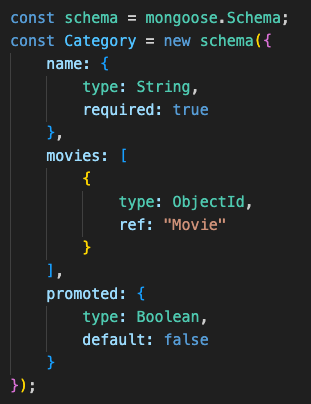 const schema = mongoose.Schema;
const Category = new schema({
    name: {
        type: String,
        required: true
    },
    movies: [
        {
            type: ObjectId,
            ref: "Movie"
        }
    ],
    promoted: {
        type: Boolean,
        default: false
    }
});